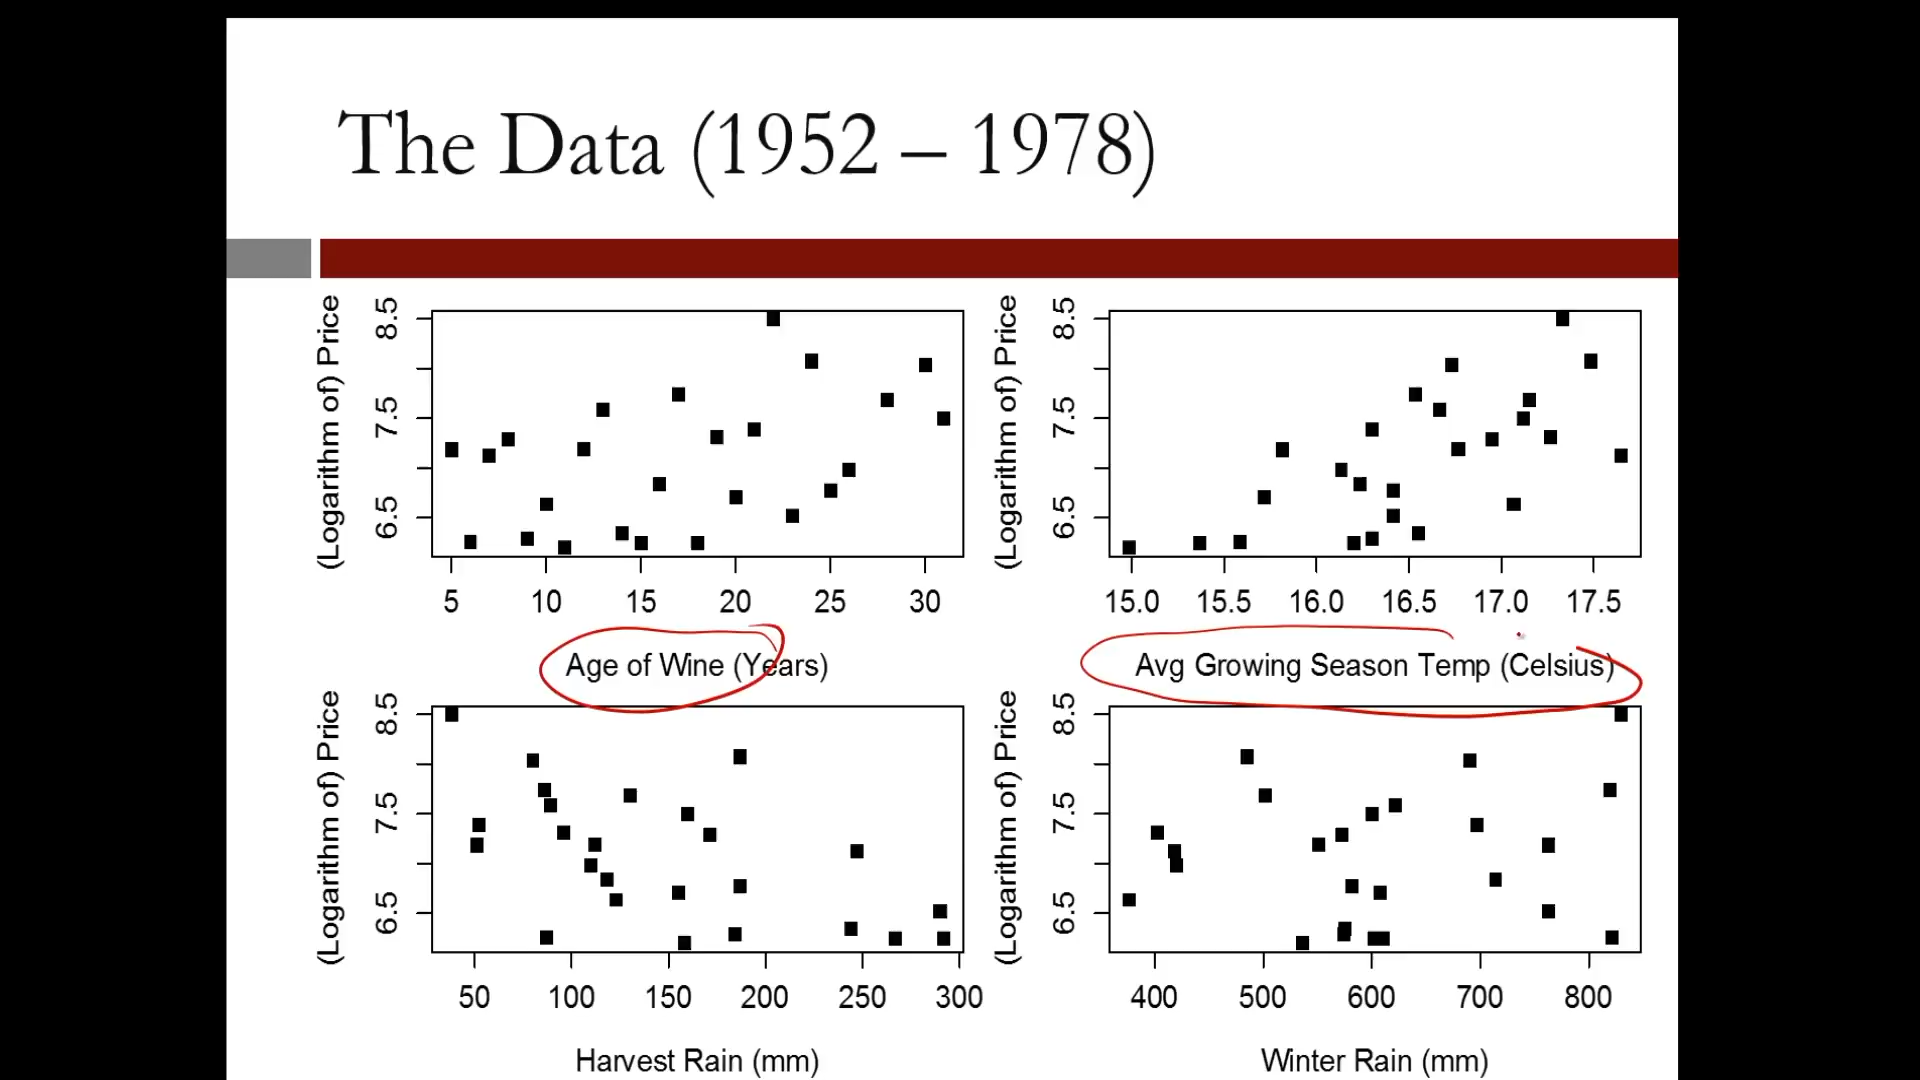 The Data (1952 – 1978)
(Logarithm of) Price
8.5
7.5
6.5
5 10 15 20 25 30
Age of Wine (Years)
(Logarithm of) Price
8.5
7.5
6.5
15.0 15.5 16.0 16.5 17.0 17.5
Avg Growing Season Temp (Celsius)
(Logarithm of) Price
8.5
7.5
6.5
50 100 150 200 250 300
Harvest Rain (mm)
(Logarithm of) Price
8.5
7.5
6.5
400 500 600 700 800
Winter Rain (mm)